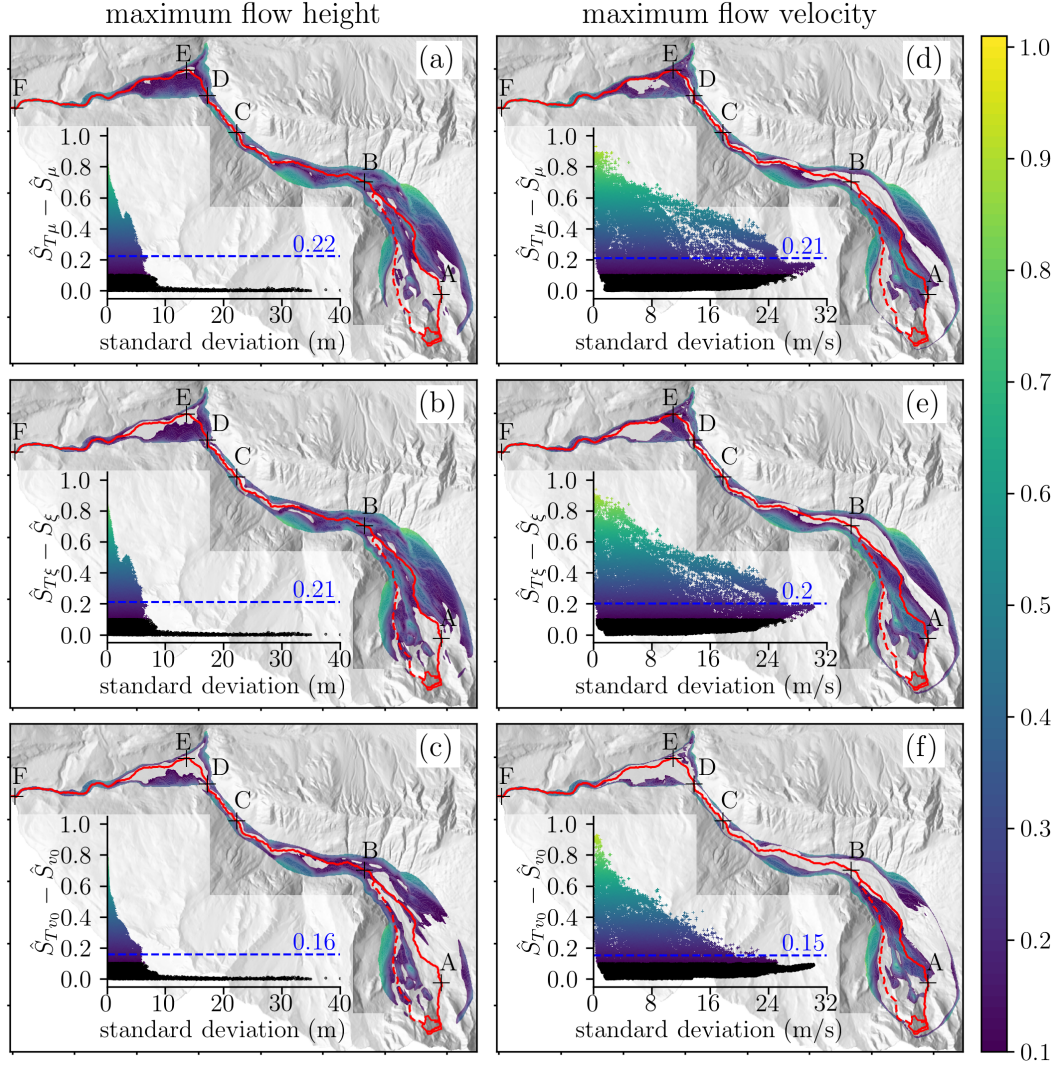 maximum flow height
maximum flow velocity
(a)
F
E
D
C
B
A
1.0
0.8
0.6
0.4
0.2
0.0
0.22
0 10 20 30 40
standard deviation (m)
Ŝ_{Tμ} − Ŝ_μ
(d)
F
E
D
C
B
A
1.0
0.8
0.6
0.4
0.2
0.0
0.21
0 8 16 24 32
standard deviation (m/s)
Ŝ_{Tμ} − Ŝ_μ
(b)
F
E
D
C
B
A
1.0
0.8
0.6
0.4
0.2
0.0
0.21
0 10 20 30 40
standard deviation (m)
Ŝ_{Tξ} − Ŝ_ξ
(e)
F
E
D
C
B
A
1.0
0.8
0.6
0.4
0.2
0.0
0.2
0 8 16 24 32
standard deviation (m/s)
Ŝ_{Tξ} − Ŝ_ξ
(c)
F
E
D
C
B
A
1.0
0.8
0.6
0.4
0.2
0.0
0.16
0 10 20 30 40
standard deviation (m)
Ŝ_{Tv₀} − Ŝ_{v₀}
(f)
F
E
D
C
B
A
1.0
0.8
0.6
0.4
0.2
0.0
0.15
0 8 16 24 32
standard deviation (m/s)
Ŝ_{Tv₀} − Ŝ_{v₀}
1.0
0.9
0.8
0.7
0.6
0.5
0.4
0.3
0.2
0.1